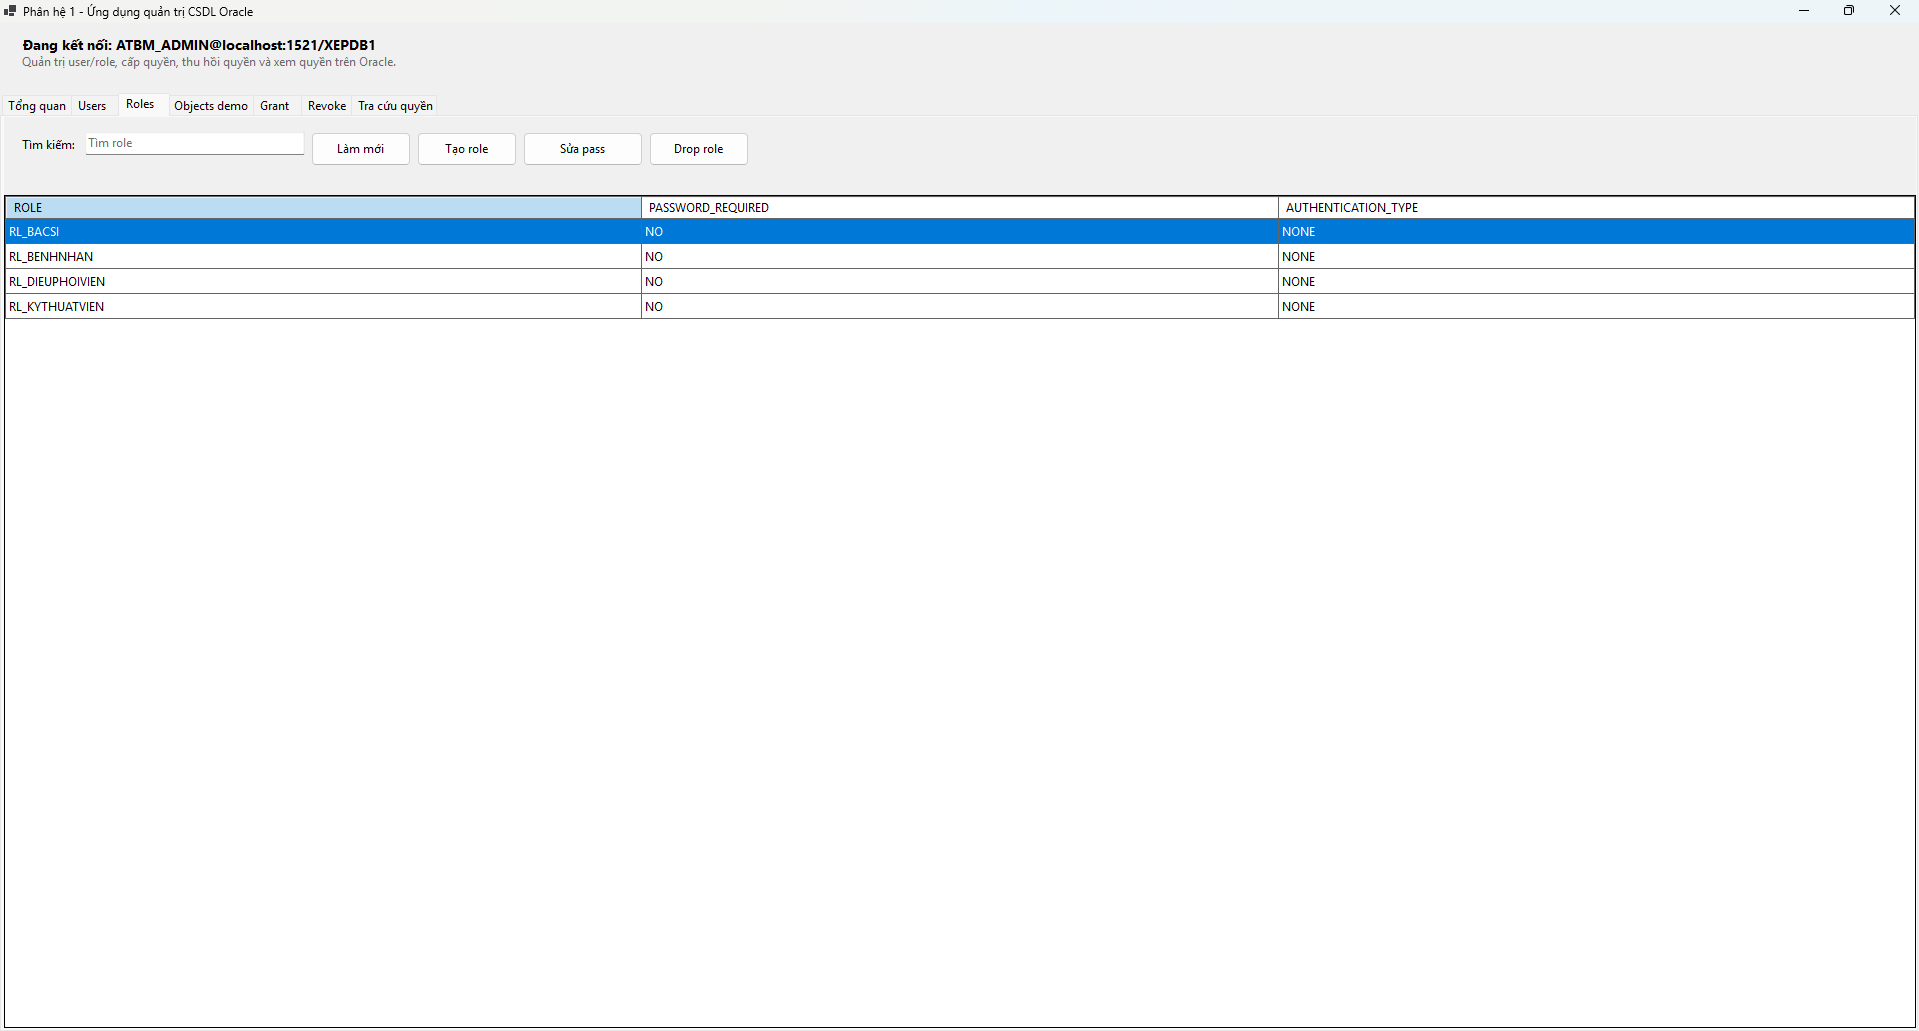 Phân hệ 1 - Ứng dụng quản trị CSDL Oracle
Đang kết nối: ATBM_ADMIN@localhost:1521/XEPDB1
Quản trị user/role, cấp quyền, thu hồi quyền và xem quyền trên Oracle.
Tổng quan Users Roles Objects demo Grant Revoke Tra cứu quyền
Tìm kiếm: Tìm role Làm mới Tạo role Sửa pass Drop role
ROLE PASSWORD_REQUIRED AUTHENTICATION_TYPE
RL_BACSI NO NONE
RL_BENHNHAN NO NONE
RL_DIEUPHOIVIEN NO NONE
RL_KYTHUATVIEN NO NONE